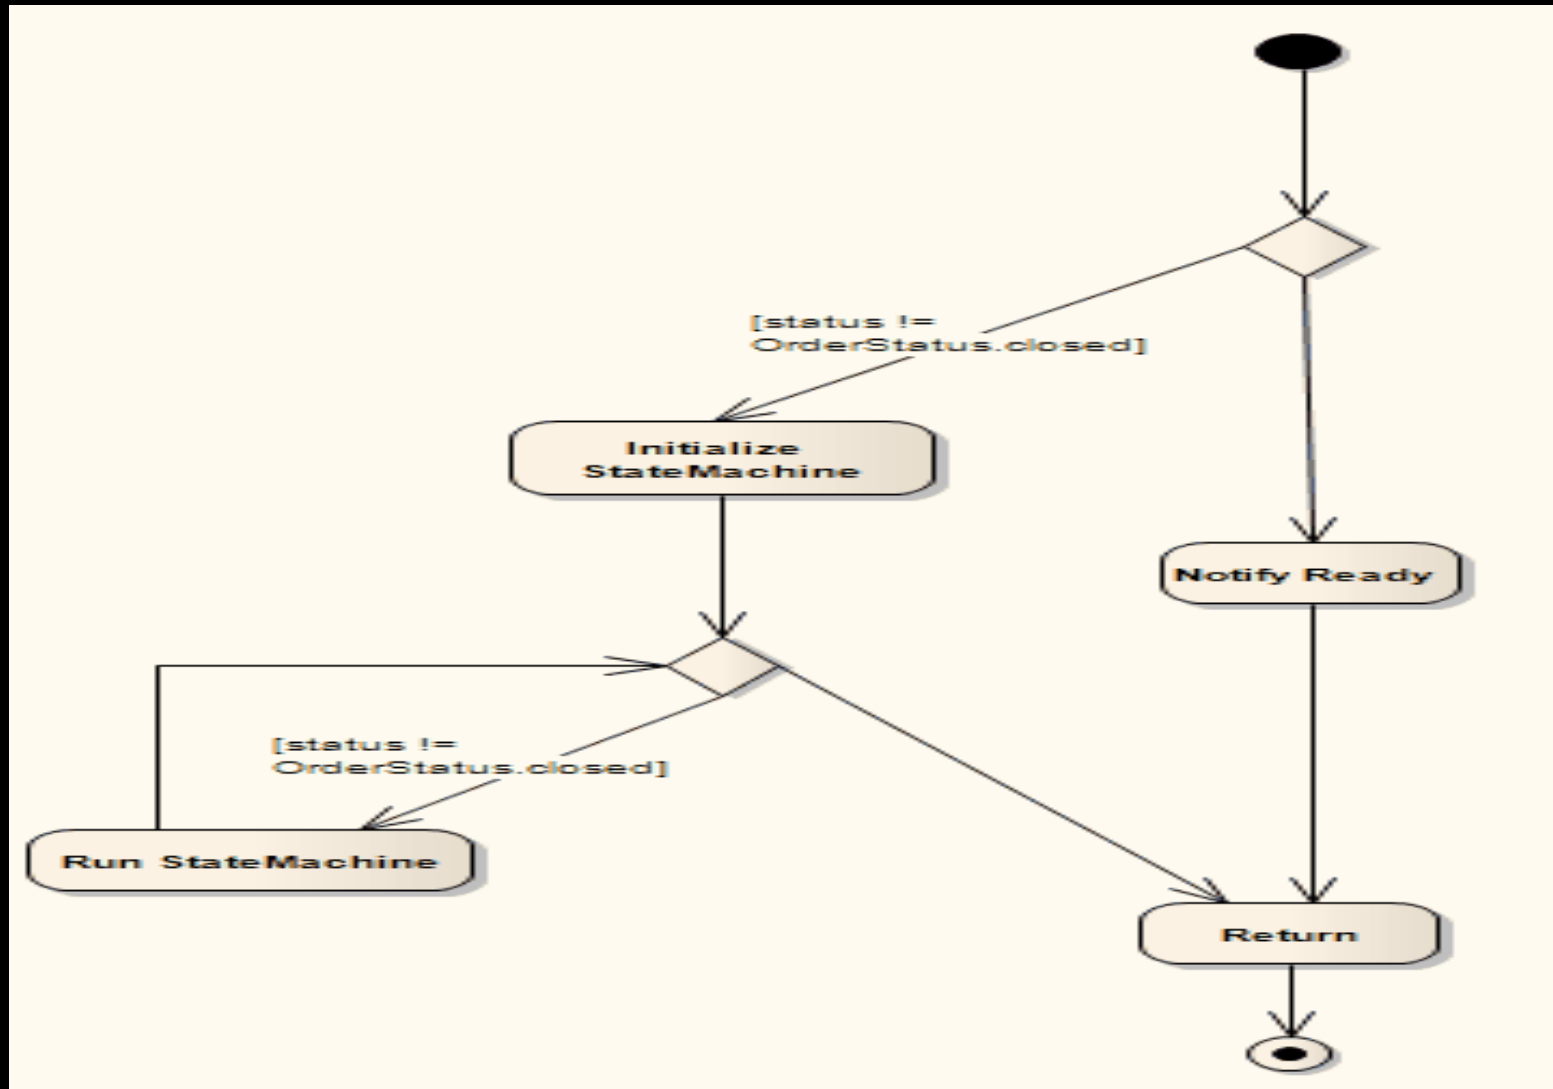 [status !=
OrderStatus.closed]
Initialize
StateMachine
Notify Ready
[status !=
OrderStatus.closed]
Run StateMachine
Return